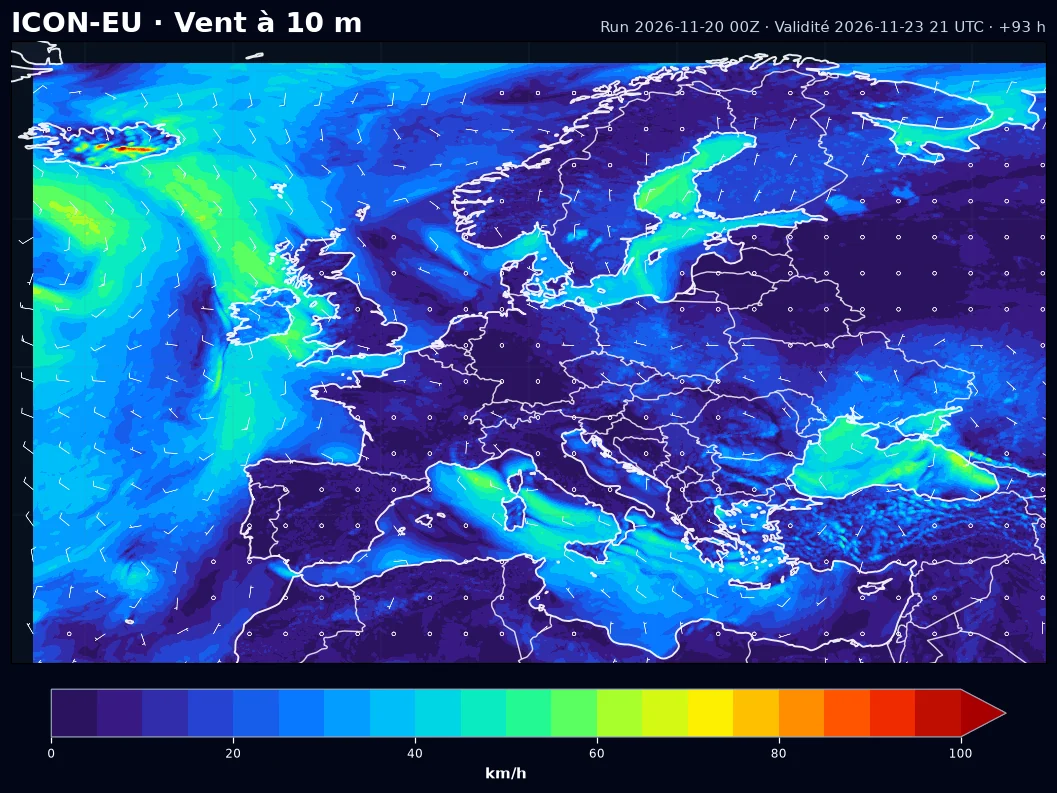 ICON-EU · Vent à 10 m
Run 2026-11-20 00Z · Validité 2026-11-23 21 UTC · +93 h
0 20 40 60 80 100
km/h